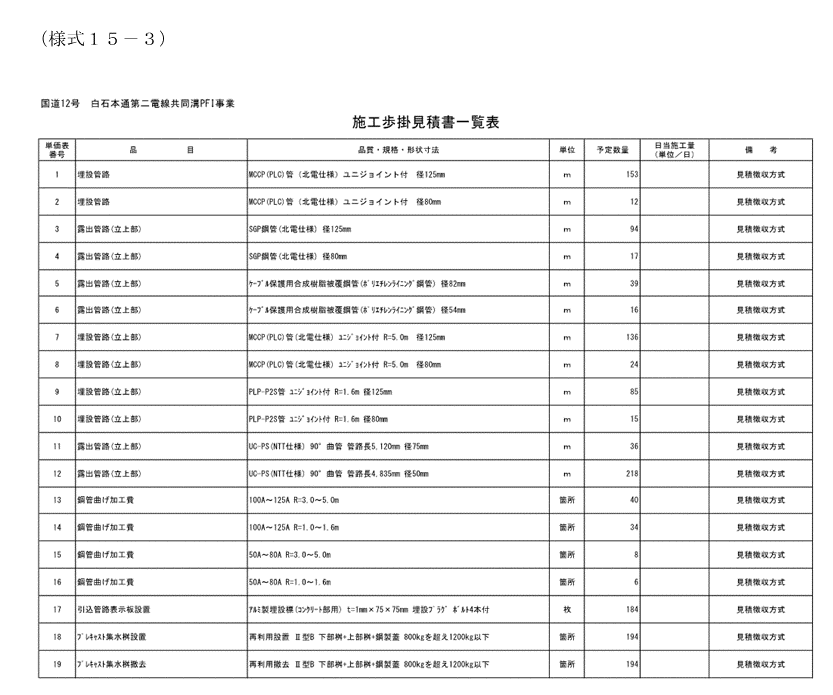 (様式１５－３)
国道12号　白石本通第二電線共同溝PFI事業
施工歩掛見積書一覧表
単価表番号 品　　　目 品質・規格・形状寸法 単位 予定数量 日当施工量(単位／日) 備　考
1 埋設管路 MCCP(PLC)管（北電仕様）ユニジョイント付　径125mm m 153 見積徴収方式
2 埋設管路 MCCP(PLC)管（北電仕様）ユニジョイント付　径80mm m 12 見積徴収方式
3 露出管路(立上部) SGP鋼管(北電仕様) 径125mm m 94 見積徴収方式
4 露出管路(立上部) SGP鋼管(北電仕様) 径80mm m 17 見積徴収方式
5 露出管路(立上部) ｹｰﾌﾞﾙ保護用合成樹脂被覆鋼管(ﾎﾟﾘｴﾁﾚﾝﾗｲﾆﾝｸﾞ鋼管) 径82mm m 39 見積徴収方式
6 露出管路(立上部) ｹｰﾌﾞﾙ保護用合成樹脂被覆鋼管(ﾎﾟﾘｴﾁﾚﾝﾗｲﾆﾝｸﾞ鋼管) 径54mm m 16 見積徴収方式
7 埋設管路 MCCP(PLC)管(北電仕様) ﾕﾆｼﾞｮｲﾝﾄ付 R=5.0m　径125mm m 136 見積徴収方式
8 埋設管路 MCCP(PLC)管(北電仕様) ﾕﾆｼﾞｮｲﾝﾄ付 R=5.0m　径80mm m 24 見積徴収方式
9 埋設管路 PLP-P2S管 ﾕﾆｼﾞｮｲﾝﾄ付 R=1.6m 径125mm m 85 見積徴収方式
10 埋設管路 PLP-P2S管 ﾕﾆｼﾞｮｲﾝﾄ付 R=1.6m 径80mm m 15 見積徴収方式
11 露出管路(立上部) UC-PS(NTT仕様) 90°曲管 管路長5,120mm 径75mm m 36 見積徴収方式
12 露出管路(立上部) UC-PS(NTT仕様) 90°曲管 管路長4,835mm 径50mm m 218 見積徴収方式
13 鋼管曲げ加工費 100A～125A R=3.0～5.0m 箇所 40 見積徴収方式
14 鋼管曲げ加工費 100A～125A R=1.0～1.6m 箇所 34 見積徴収方式
15 鋼管曲げ加工費 50A～80A R=3.0～5.0m 箇所 8 見積徴収方式
16 鋼管曲げ加工費 50A～80A R=1.0～1.6m 箇所 6 見積徴収方式
17 引込管路表示板設置 ｱﾙﾐ製埋設標(ｺﾝｸﾘｰﾄ部用) t=1mm×75×75mm 埋設ﾌﾟﾗｸﾞ ﾎﾞﾙﾄ4本付 枚 184 見積徴収方式
18 ﾌﾟﾚｷｬｽﾄ集水桝設置 再利用設置 Ⅱ型B 下部桝+上部桝+鋼製蓋 800kgを超え1200kg以下 箇所 194 見積徴収方式
19 ﾌﾟﾚｷｬｽﾄ集水桝撤去 再利用撤去 Ⅱ型B 下部桝+上部桝+鋼製蓋 800kgを超え1200kg以下 箇所 194 見積徴収方式